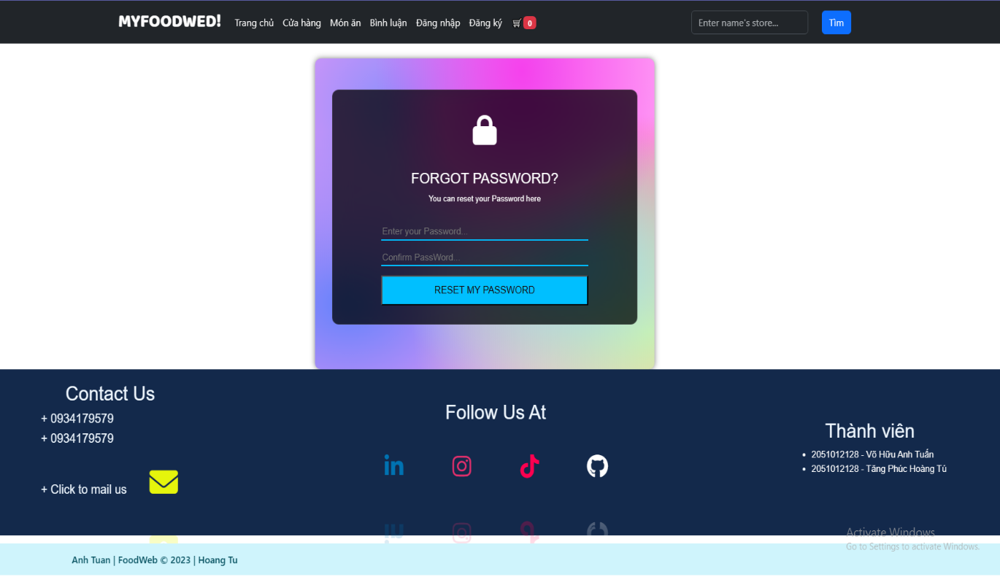 MYFOODWED! Trang chủ Cửa hàng Món ăn Bình luận Đăng nhập Đăng ký 0 Enter name's store... Tìm
FORGOT PASSWORD?
You can reset your Password here
Enter your Password...
Confirm PassWord...
RESET MY PASSWORD
Contact Us
+ 0934179579
+ 0934179579
+ Click to mail us
Follow Us At
Thành viên
2051012128 - Võ Hữu Anh Tuấn
2051012128 - Tăng Phúc Hoàng Tú
Activate Windows
Go to Settings to activate Windows.
Anh Tuan | FoodWeb © 2023 | Hoang Tu